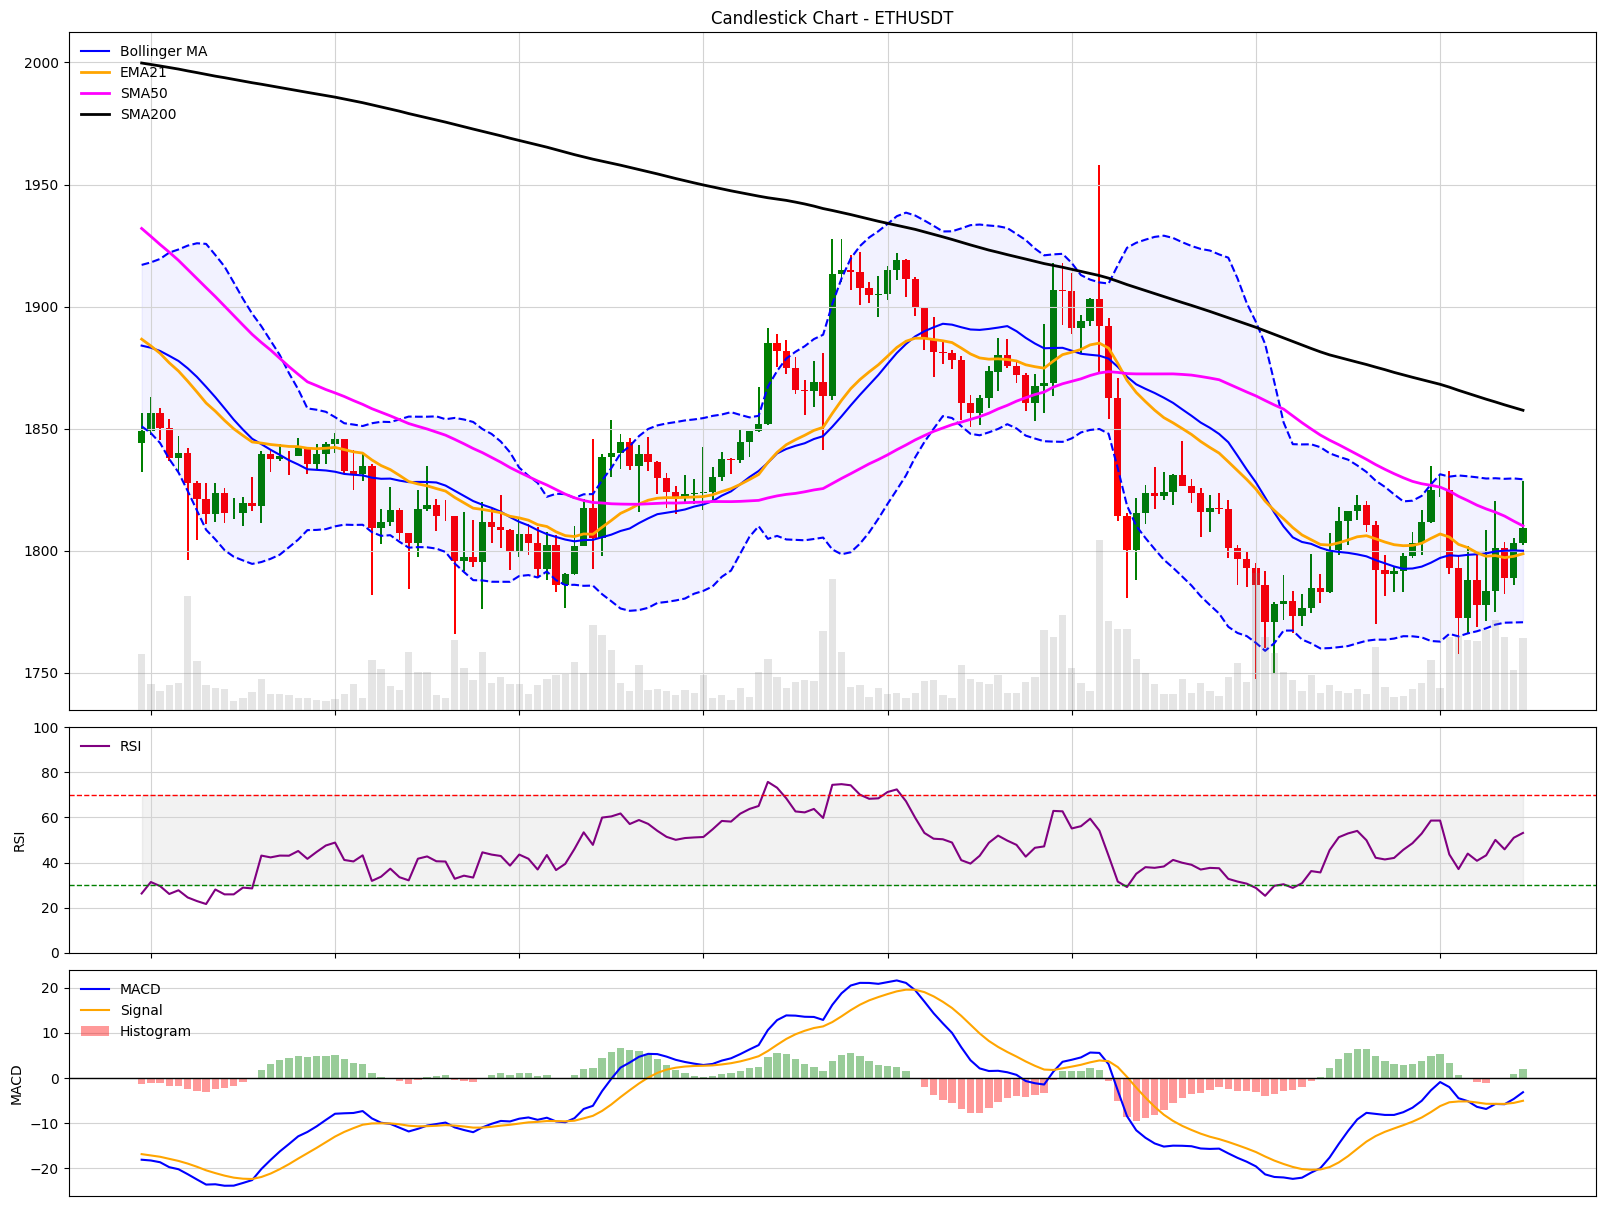 Candlestick Chart - ETHUSDT
Bollinger MA
EMA21
SMA50
SMA200
2000
1950
1900
1850
1800
1750
RSI
100
80
60
40
20
0
RSI
MACD
Signal
Histogram
20
10
0
−10
−20
MACD